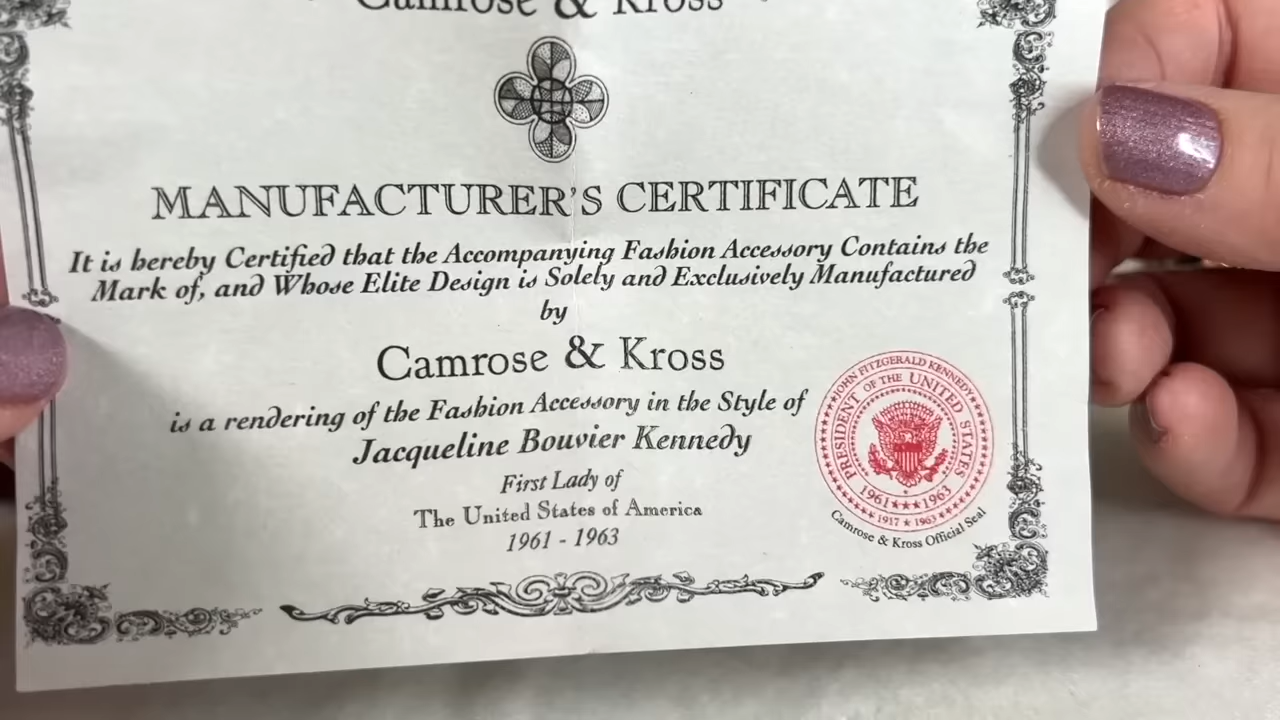 Camrose & Kross
MANUFACTURER'S CERTIFICATE
It is hereby Certified that the Accompanying Fashion Accessory Contains the
Mark of, and Whose Elite Design is Solely and Exclusively Manufactured
by
Camrose & Kross
is a rendering of the Fashion Accessory in the Style of
Jacqueline Bouvier Kennedy
First Lady of
The United States of America
1961 - 1963
JOHN FITZGERALD KENNEDY
PRESIDENT OF THE UNITED STATES
1961 ★★★ 1963
1917 ★ 1963
Camrose & Kross Official Seal